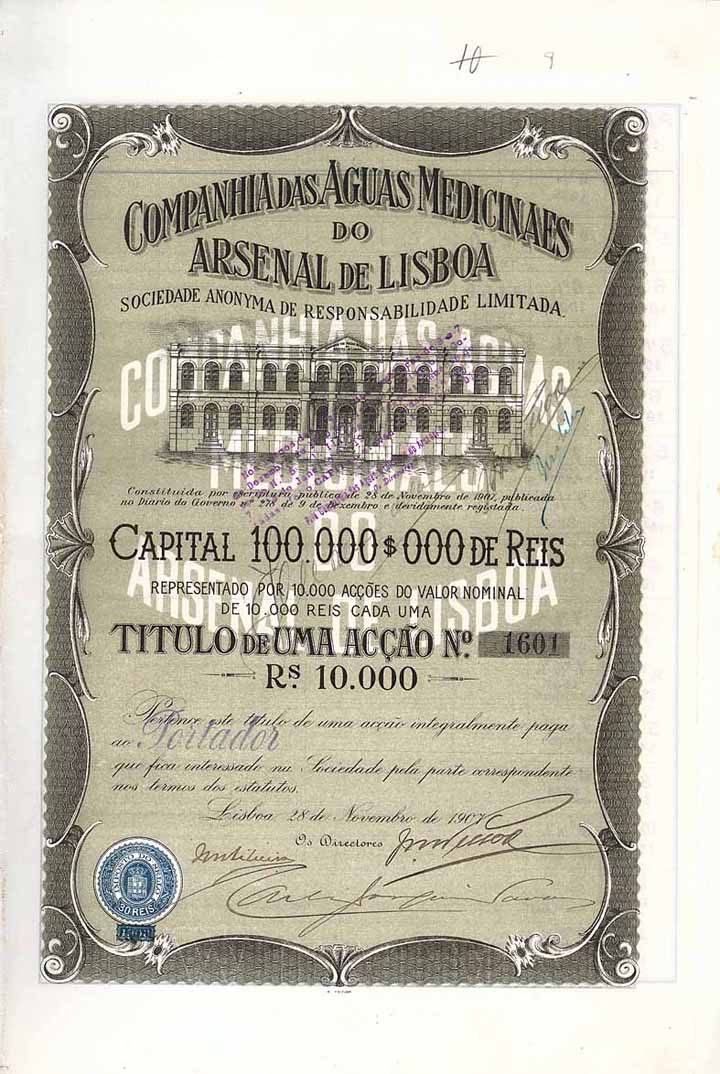 10 9
COMPANHIA DAS AGUAS MEDICINAES
DO
ARSENAL DE LISBOA
SOCIEDADE ANONYMA DE RESPONSABILIDADE LIMITADA.
COMPANHIA DAS AGUAS
MEDICINAES
DO
ARSENAL DE LISBOA
Constituida por escriptura publica de 28 de Novembro de 1907, publicada
no Diario do Governo nº 278 de 9 de Dezembro e devidamente registada.
CAPITAL 100.000$000 DE REIS
REPRESENTADO POR 10.000 ACÇÕES DO VALOR NOMINAL
DE 10.000 REIS CADA UMA
TITULO DE UMA ACÇÃO Nº. 1601
RS 10.000
Pertence este titulo de uma acção integralmente paga
ao Portador
que fica interessado na Sociedade pela parte correspondente
nos termos dos estatutos.
Lisboa, 28 de Novembro de 1907
Os Directores
IMPOSTO DO SELLO
30 REIS